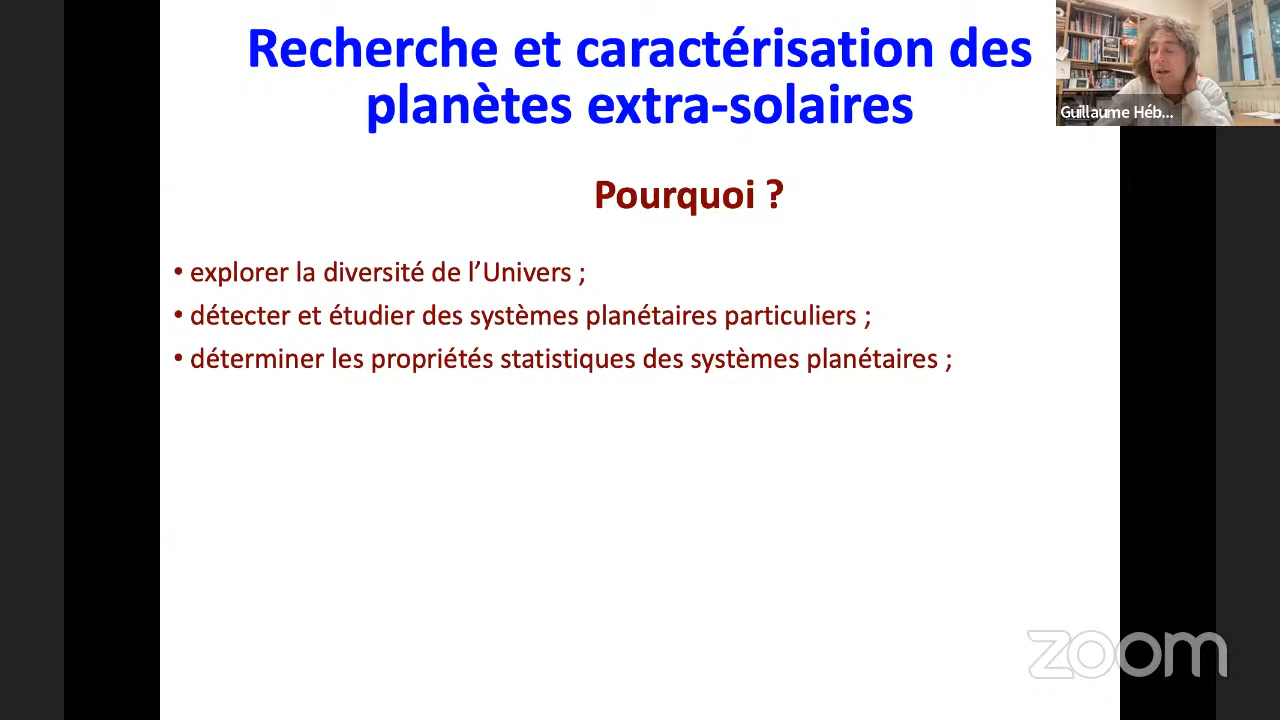 Recherche et caractérisation des
planètes extra-solaires
Guillaume Héb...
Pourquoi ?
• explorer la diversité de l’Univers ;
• détecter et étudier des systèmes planétaires particuliers ;
• déterminer les propriétés statistiques des systèmes planétaires ;
zoom